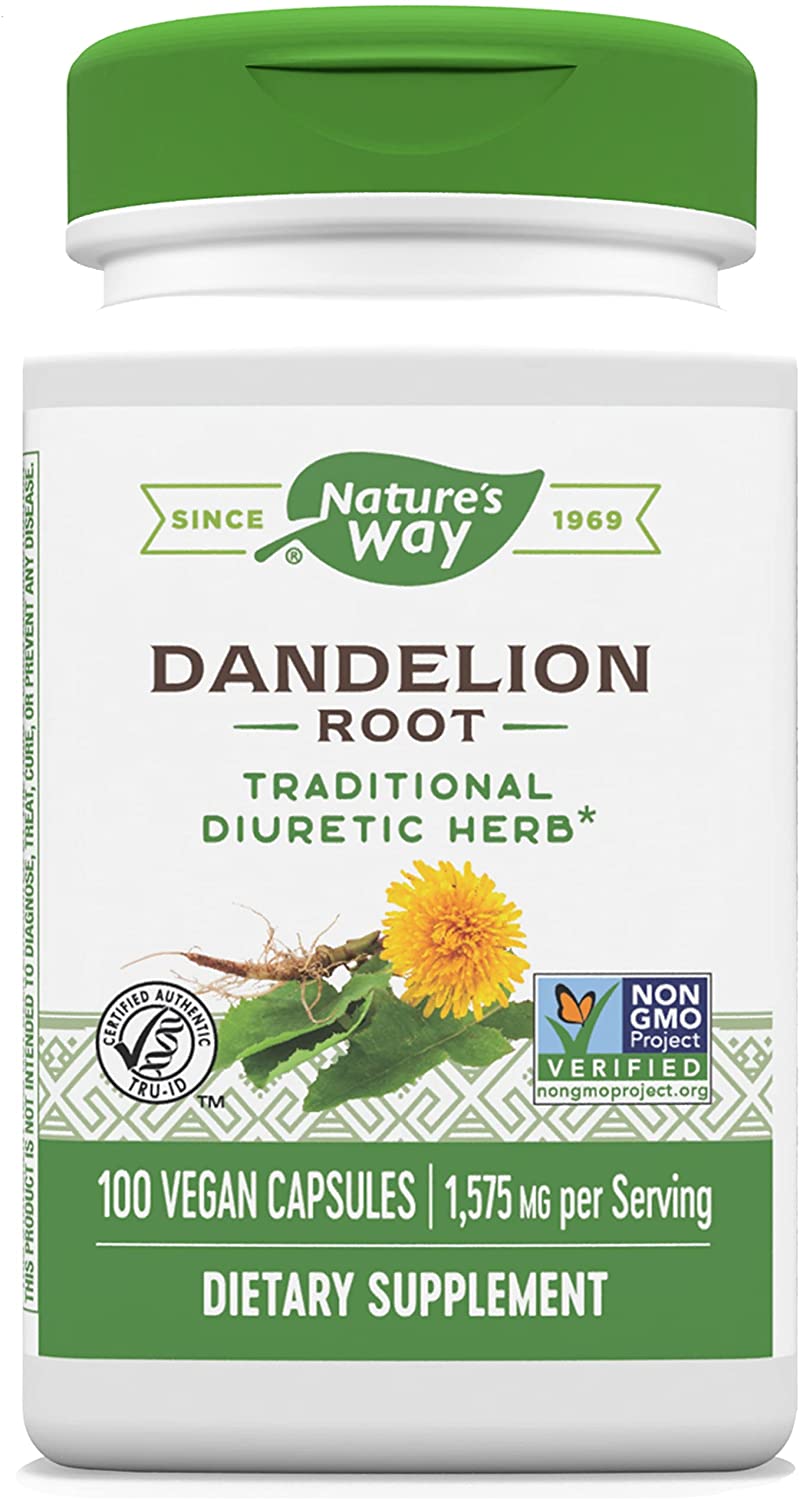 SINCE
Nature's
Way
®
1969
DANDELION
ROOT
TRADITIONAL
DIURETIC HERB*
CERTIFIED AUTHENTIC
TRU-ID
™
NON
GMO
Project
VERIFIED
nongmoproject.org
100 VEGAN CAPSULES | 1,575 MG per Serving
DIETARY SUPPLEMENT
THIS PRODUCT IS NOT INTENDED TO DIAGNOSE, TREAT, CURE, OR PREVENT ANY DISEASE.